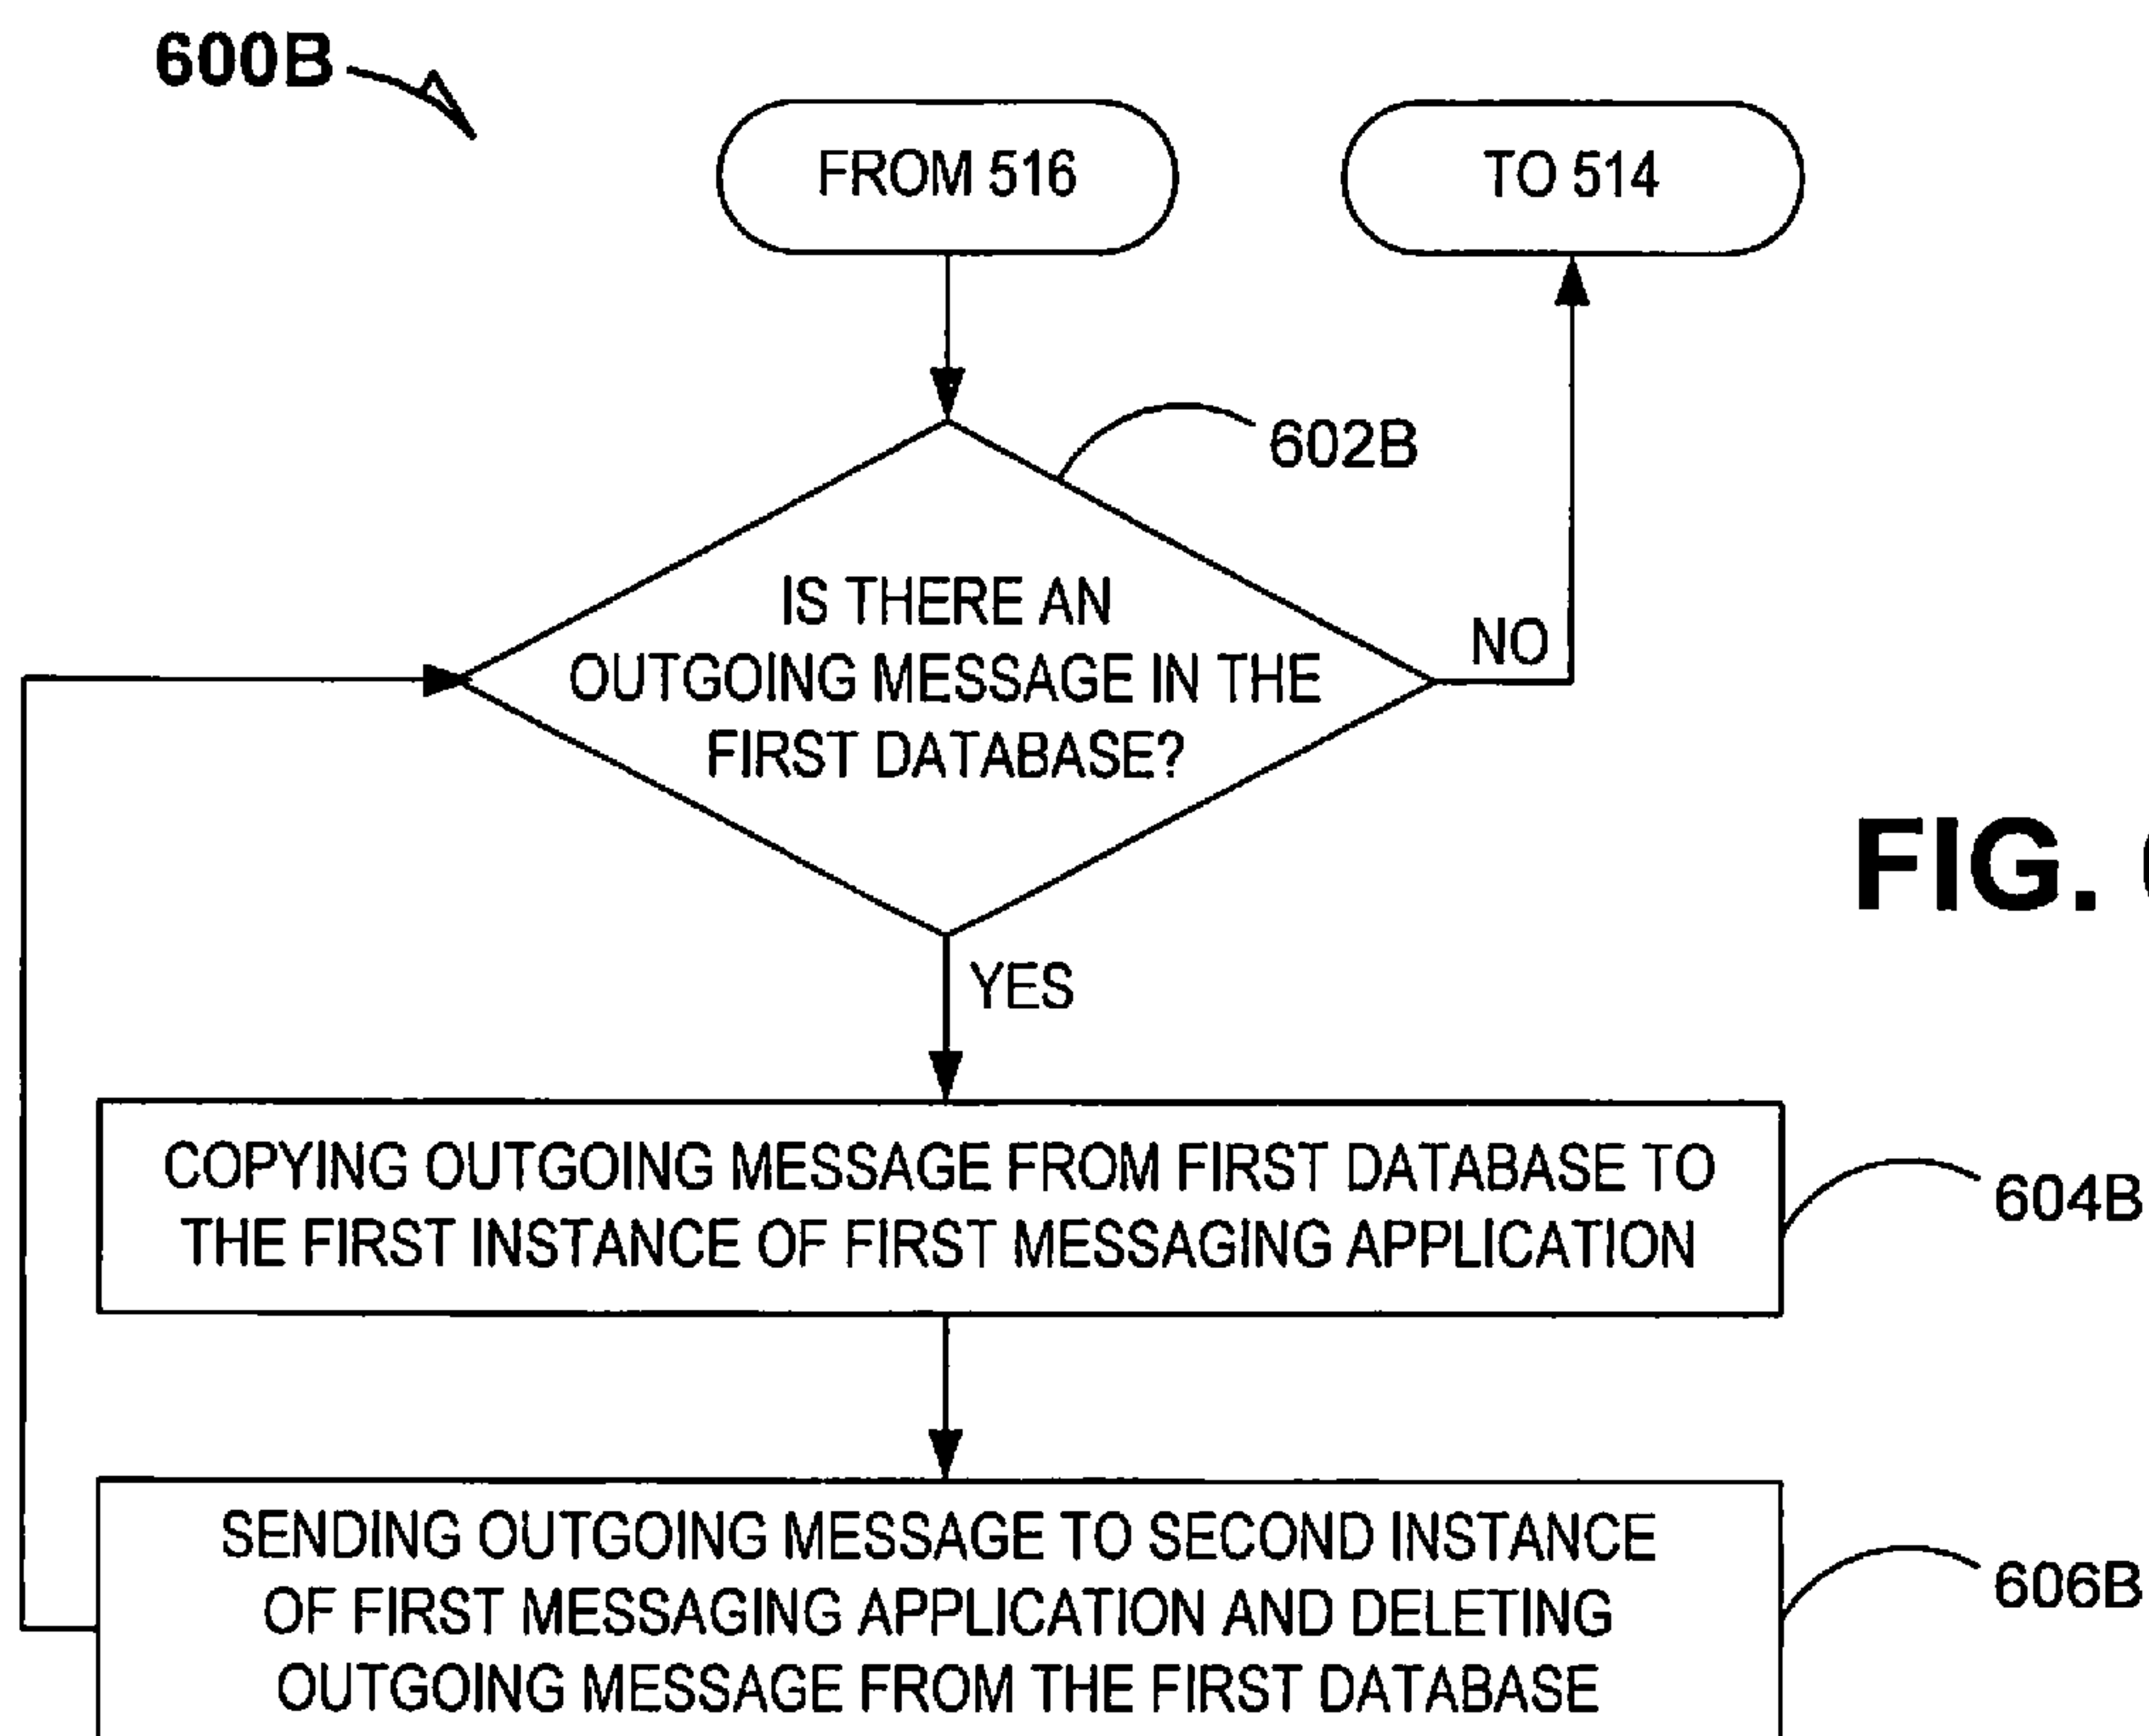 600B
FROM 516
TO 514
602B
IS THERE AN
OUTGOING MESSAGE IN THE
FIRST DATABASE?
NO
FIG.
YES
COPYING OUTGOING MESSAGE FROM FIRST DATABASE TO
THE FIRST INSTANCE OF FIRST MESSAGING APPLICATION
604B
SENDING OUTGOING MESSAGE TO SECOND INSTANCE
OF FIRST MESSAGING APPLICATION AND DELETING
OUTGOING MESSAGE FROM THE FIRST DATABASE
606B